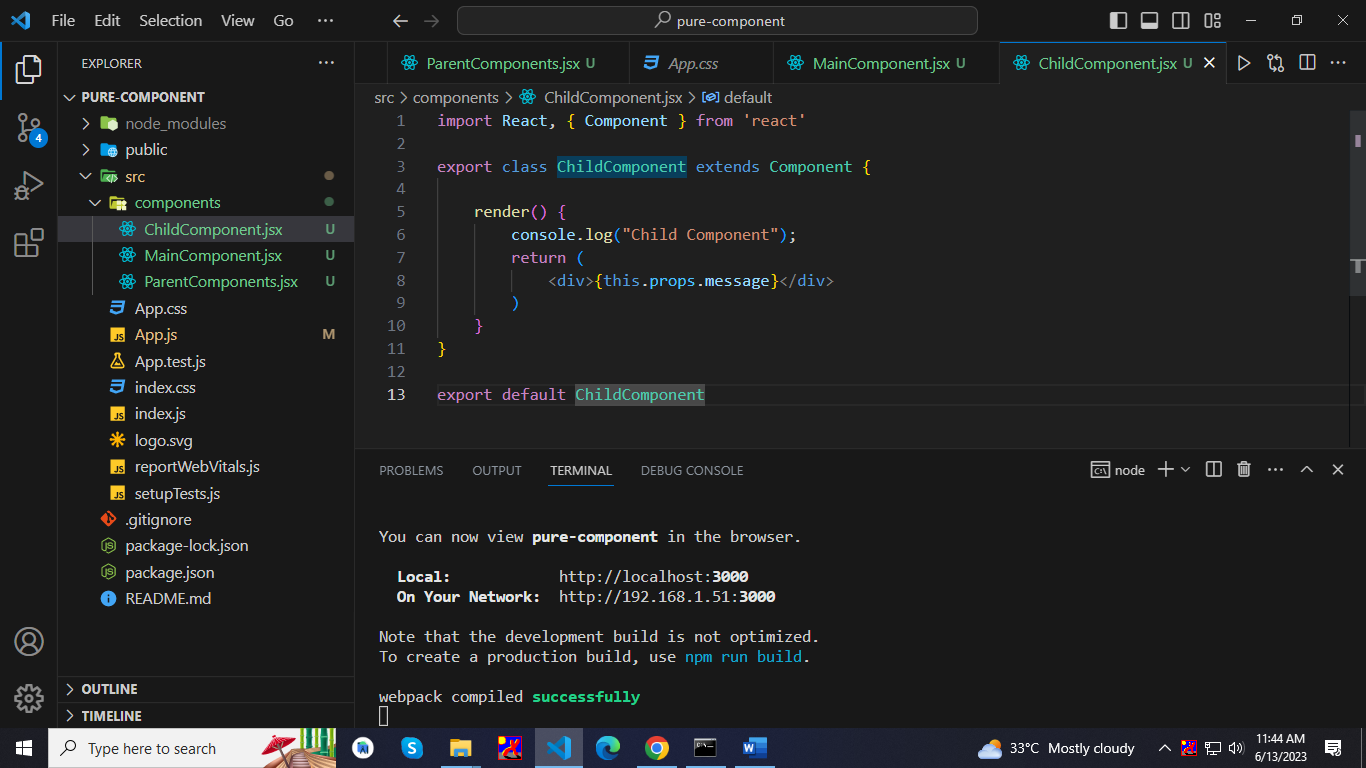 File Edit Selection View Go ···
pure-component
EXPLORER
PURE-COMPONENT
node_modules
public
src
components
ChildComponent.jsx U
MainComponent.jsx U
ParentComponents.jsx U
App.css
App.js M
App.test.js
index.css
index.js
logo.svg
reportWebVitals.js
setupTests.js
.gitignore
package-lock.json
package.json
README.md
OUTLINE
TIMELINE
4
ParentComponents.jsx U App.css MainComponent.jsx U ChildComponent.jsx U
src > components > ChildComponent.jsx > default
1 import React, { Component } from 'react'
2
3 export class ChildComponent extends Component {
4
5 render() {
6 console.log("Child Component");
7 return (
8 <div>{this.props.message}</div>
9 )
10 }
11 }
12
13 export default ChildComponent
PROBLEMS OUTPUT TERMINAL DEBUG CONSOLE
node
You can now view pure-component in the browser.
Local: http://localhost:3000
On Your Network: http://192.168.1.51:3000
Note that the development build is not optimized.
To create a production build, use npm run build.
webpack compiled successfully
Type here to search
33°C Mostly cloudy
11:44 AM
6/13/2023